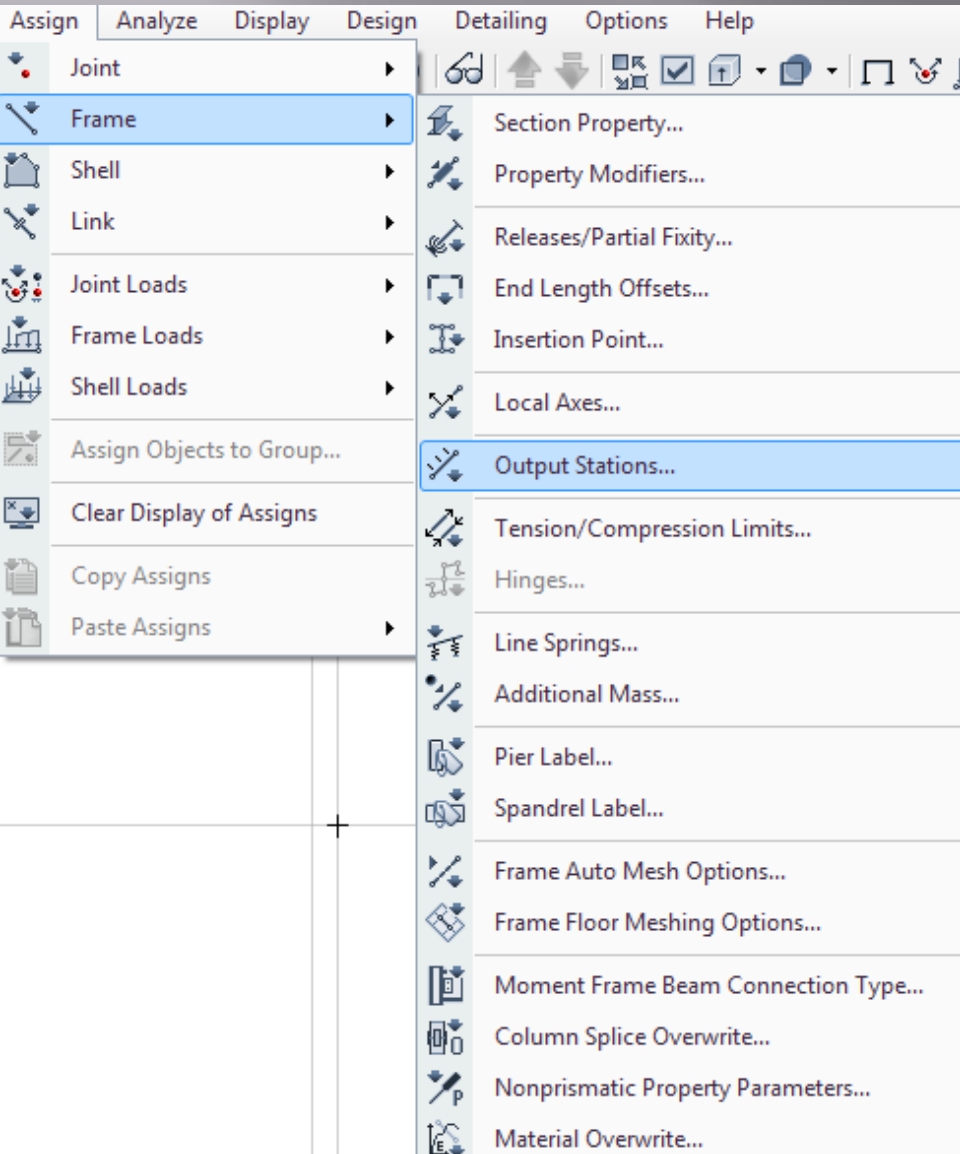 Assign Analyze Display Design Detailing Options Help
Joint
Frame
Shell
Link
Joint Loads
Frame Loads
Shell Loads
Assign Objects to Group...
Clear Display of Assigns
Copy Assigns
Paste Assigns
Section Property...
Property Modifiers...
Releases/Partial Fixity...
End Length Offsets...
Insertion Point...
Local Axes...
Output Stations...
Tension/Compression Limits...
Hinges...
Line Springs...
Additional Mass...
Pier Label...
Spandrel Label...
Frame Auto Mesh Options...
Frame Floor Meshing Options...
Moment Frame Beam Connection Type...
Column Splice Overwrite...
Nonprismatic Property Parameters...
Material Overwrite...